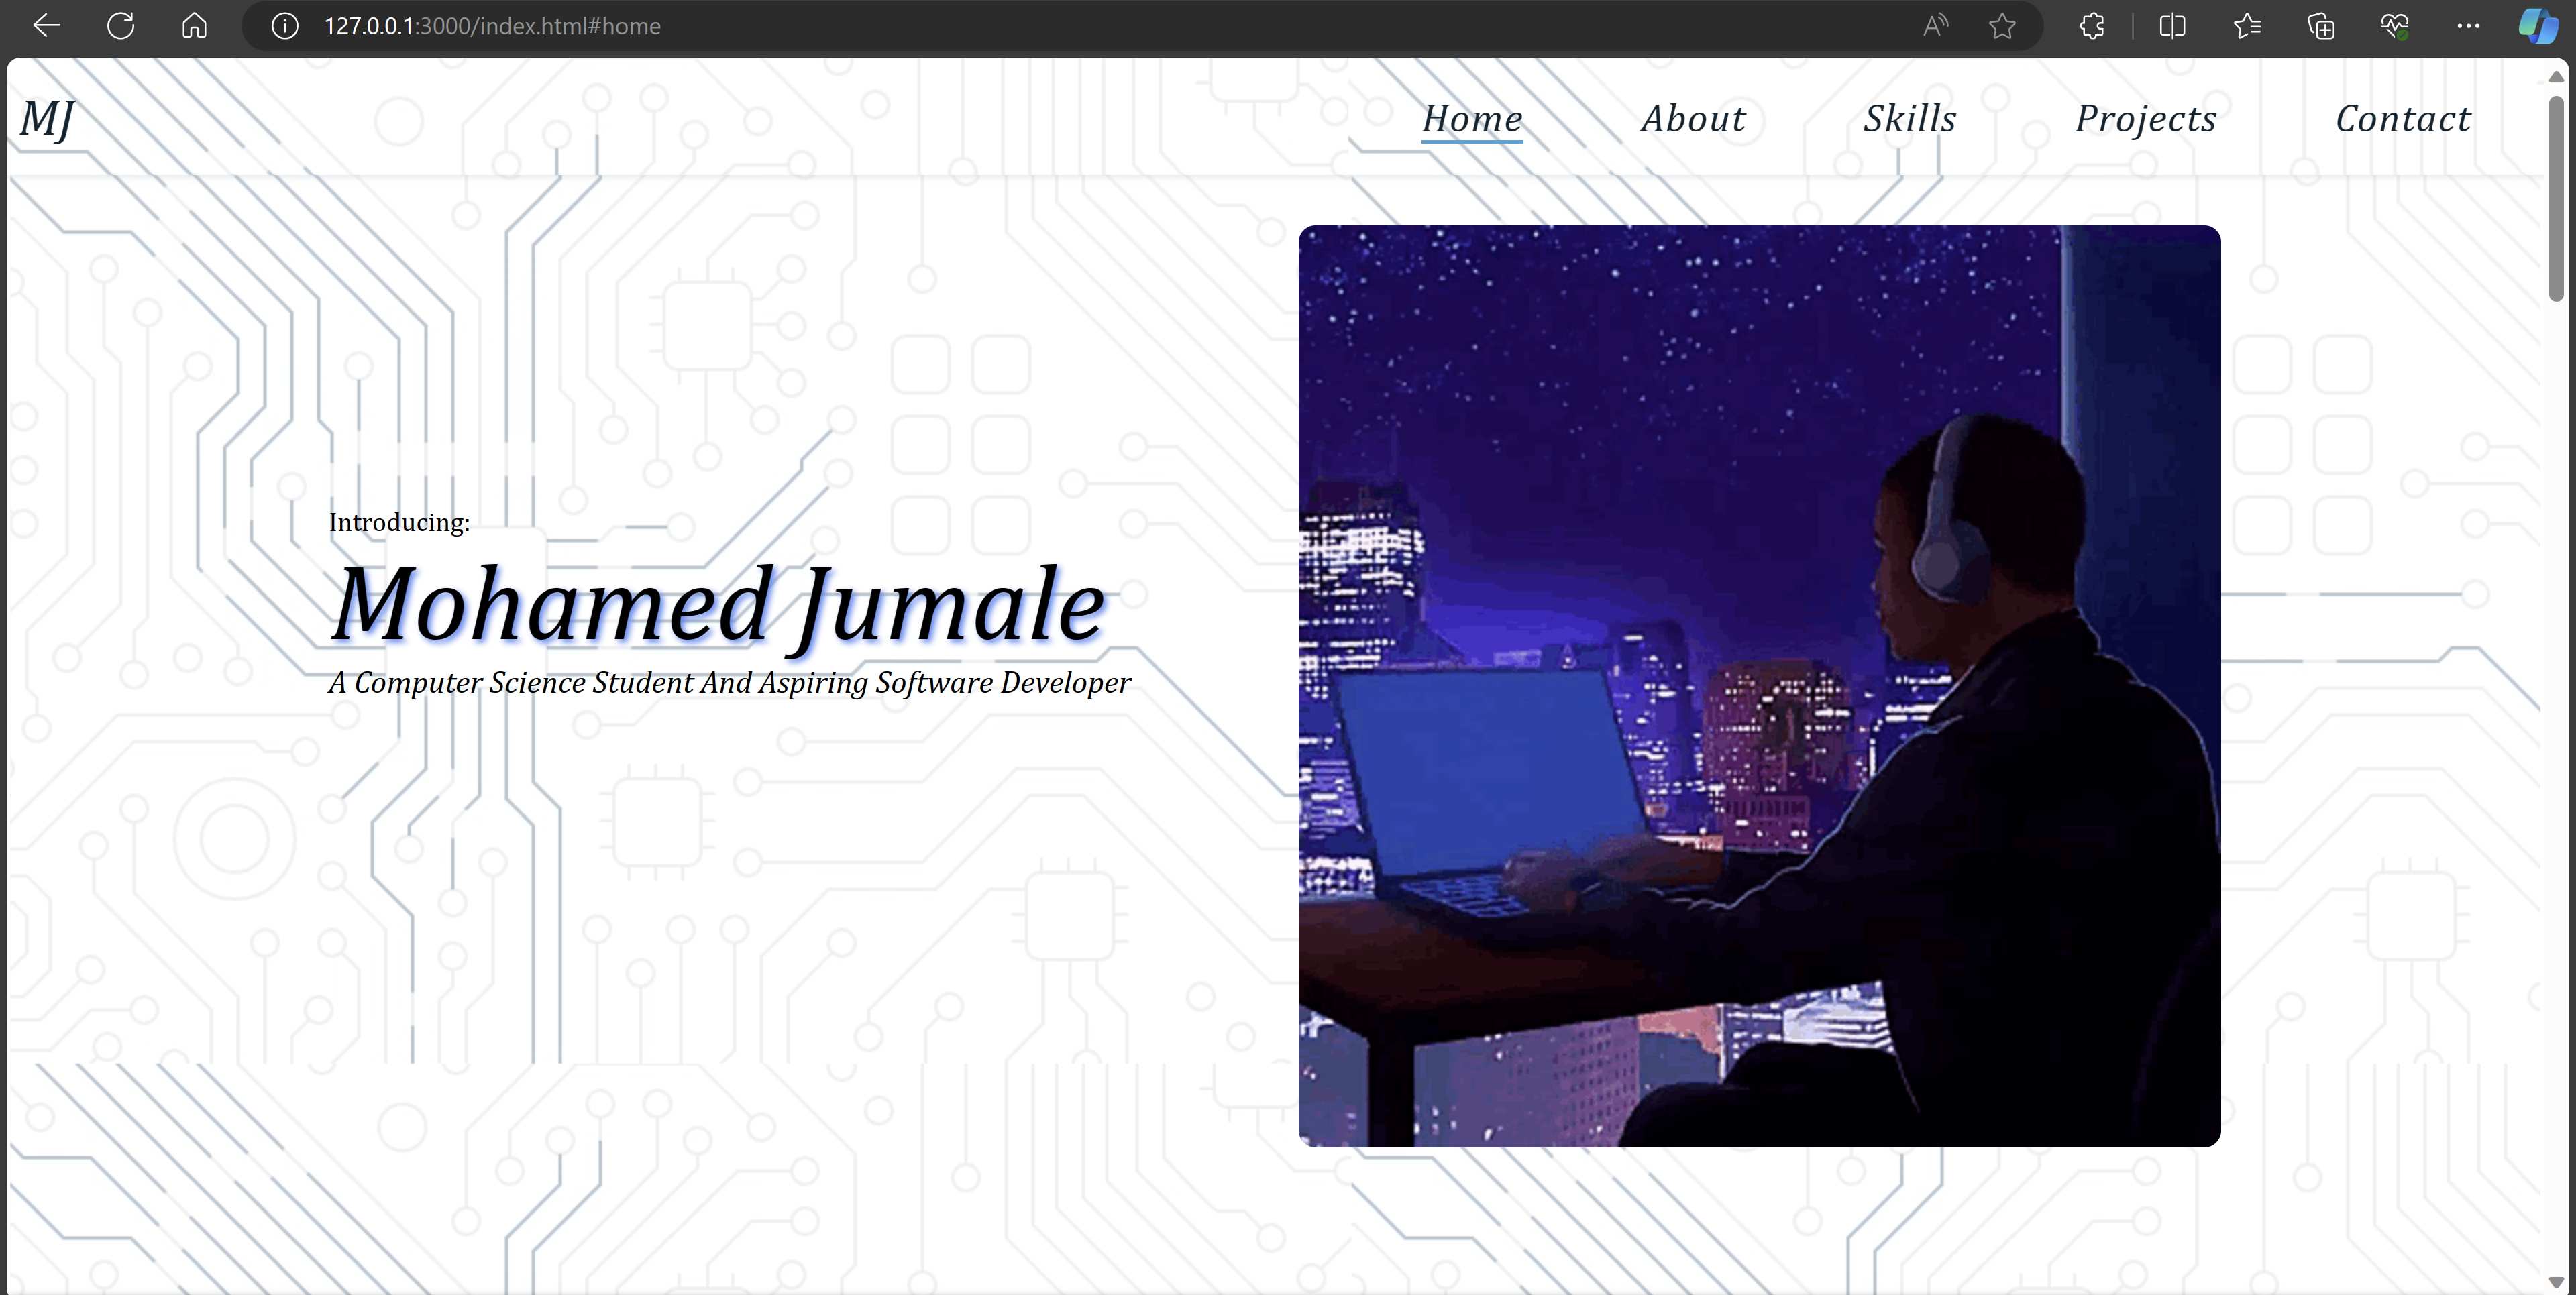 127.0.0.1:3000/index.html#home
MJ
Home About Skills Projects Contact
Introducing:
Mohamed Jumale
A Computer Science Student And Aspiring Software Developer